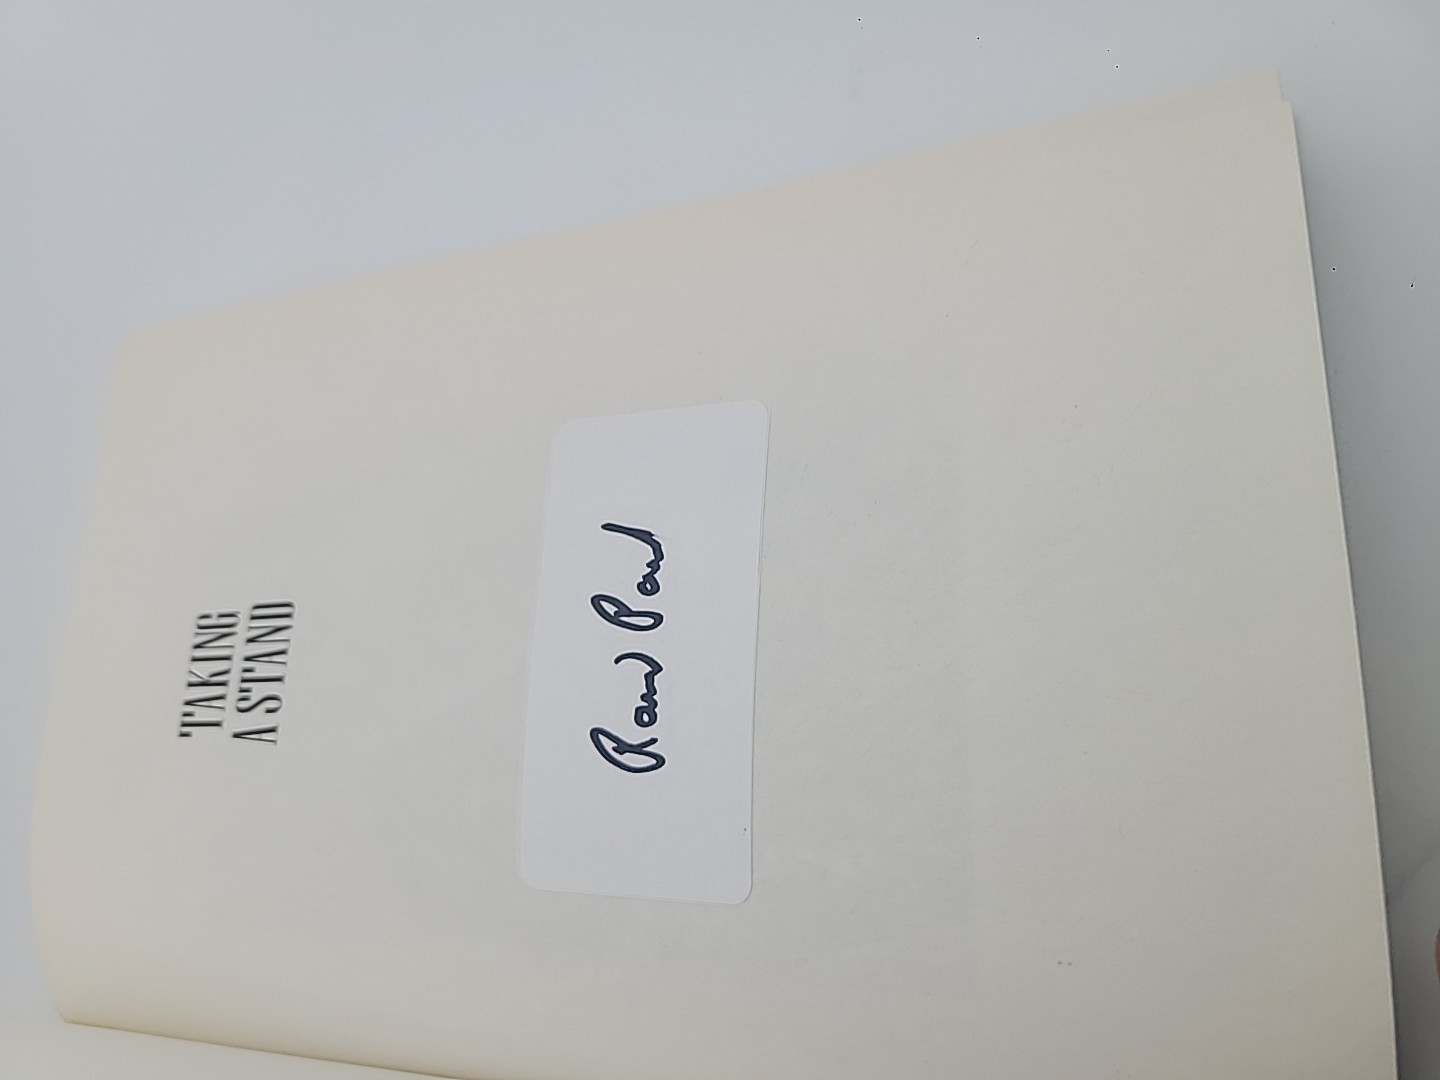 TAKING
A STAND
Rand Paul